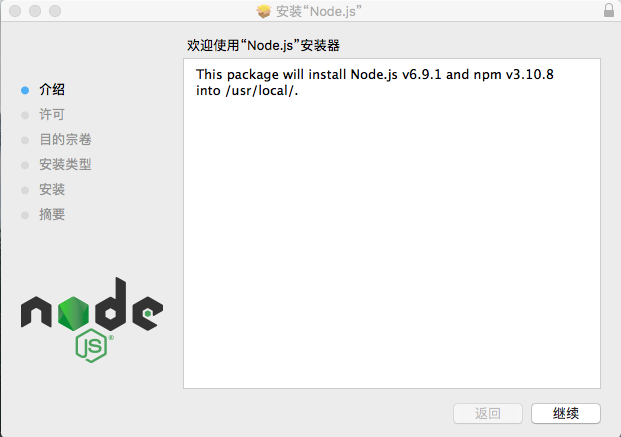 安装“Node.js”
欢迎使用“Node.js”安装器
介绍
许可
目的宗卷
安装类型
安装
摘要
This package will install Node.js v6.9.1 and npm v3.10.8
into /usr/local/.
node
JS®
返回
继续